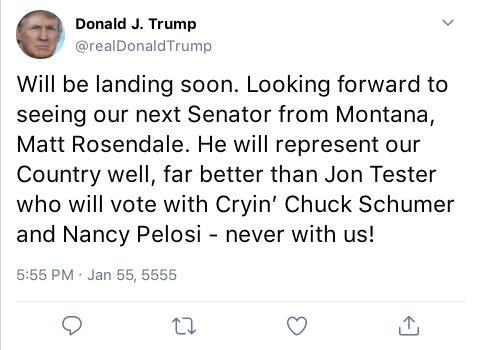 Donald J. Trump
@realDonaldTrump
Will be landing soon. Looking forward to
seeing our next Senator from Montana,
Matt Rosendale. He will represent our
Country well, far better than Jon Tester
who will vote with Cryin’ Chuck Schumer
and Nancy Pelosi - never with us!
5:55 PM · Jan 55, 5555